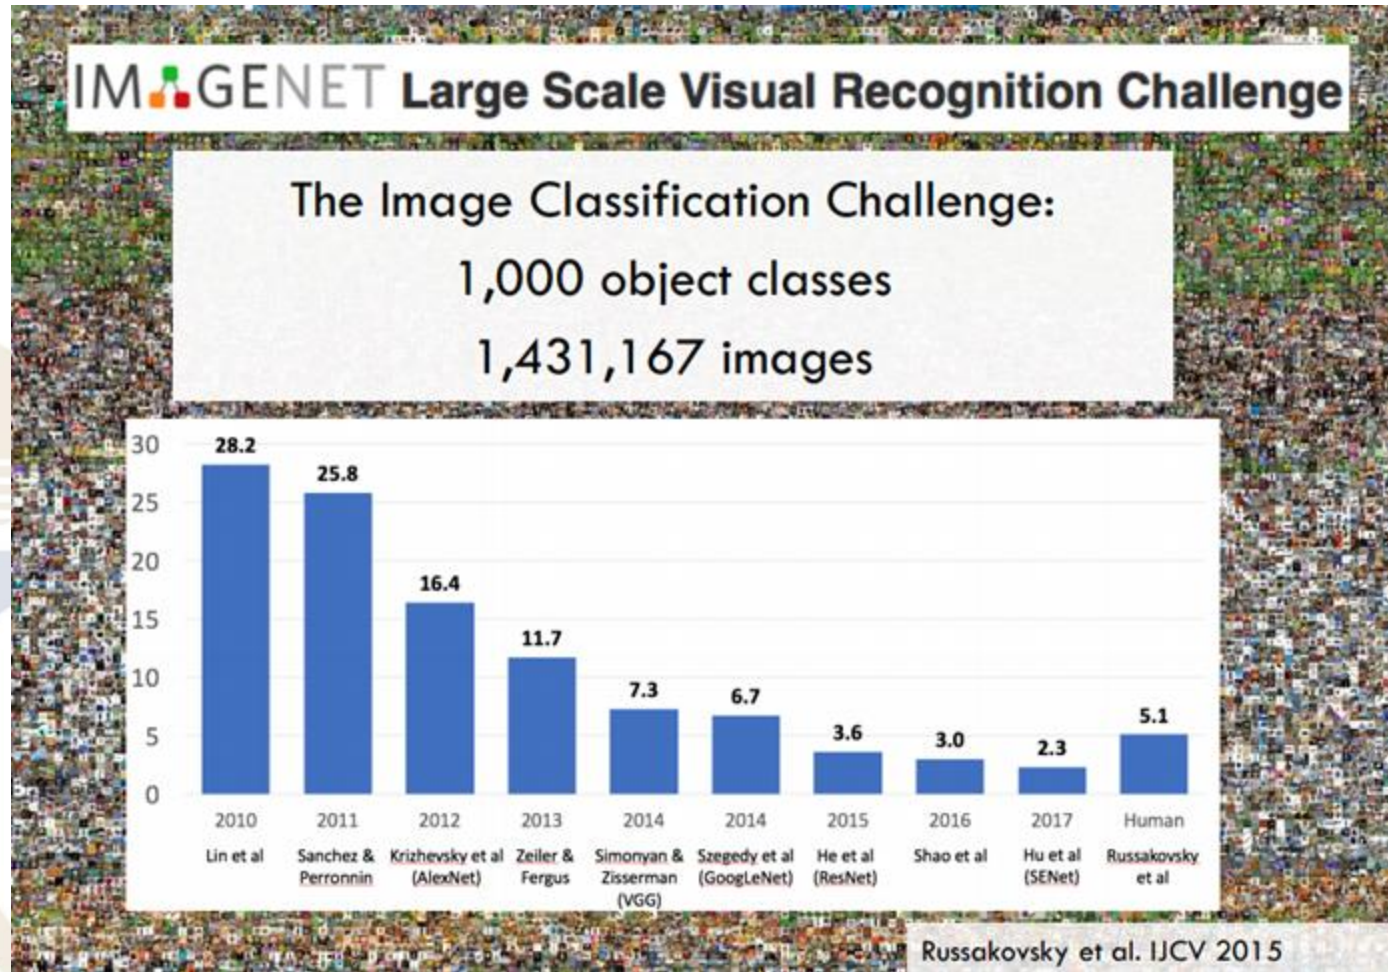 IMAGENET Large Scale Visual Recognition Challenge
The Image Classification Challenge:
1,000 object classes
1,431,167 images
30
25
20
15
10
5
0
28.2
25.8
16.4
11.7
7.3
6.7
3.6
3.0
2.3
5.1
2010
2011
2012
2013
2014
2014
2015
2016
2017
Human
Lin et al
Sanchez &
Perronnin
Krizhevsky et al
(AlexNet)
Zeiler &
Fergus
Simonyan &
Zisserman
(VGG)
Szegedy et al
(GoogLeNet)
He et al
(ResNet)
Shao et al
Hu et al
(SENet)
Russakovsky
et al
Russakovsky et al. IJCV 2015